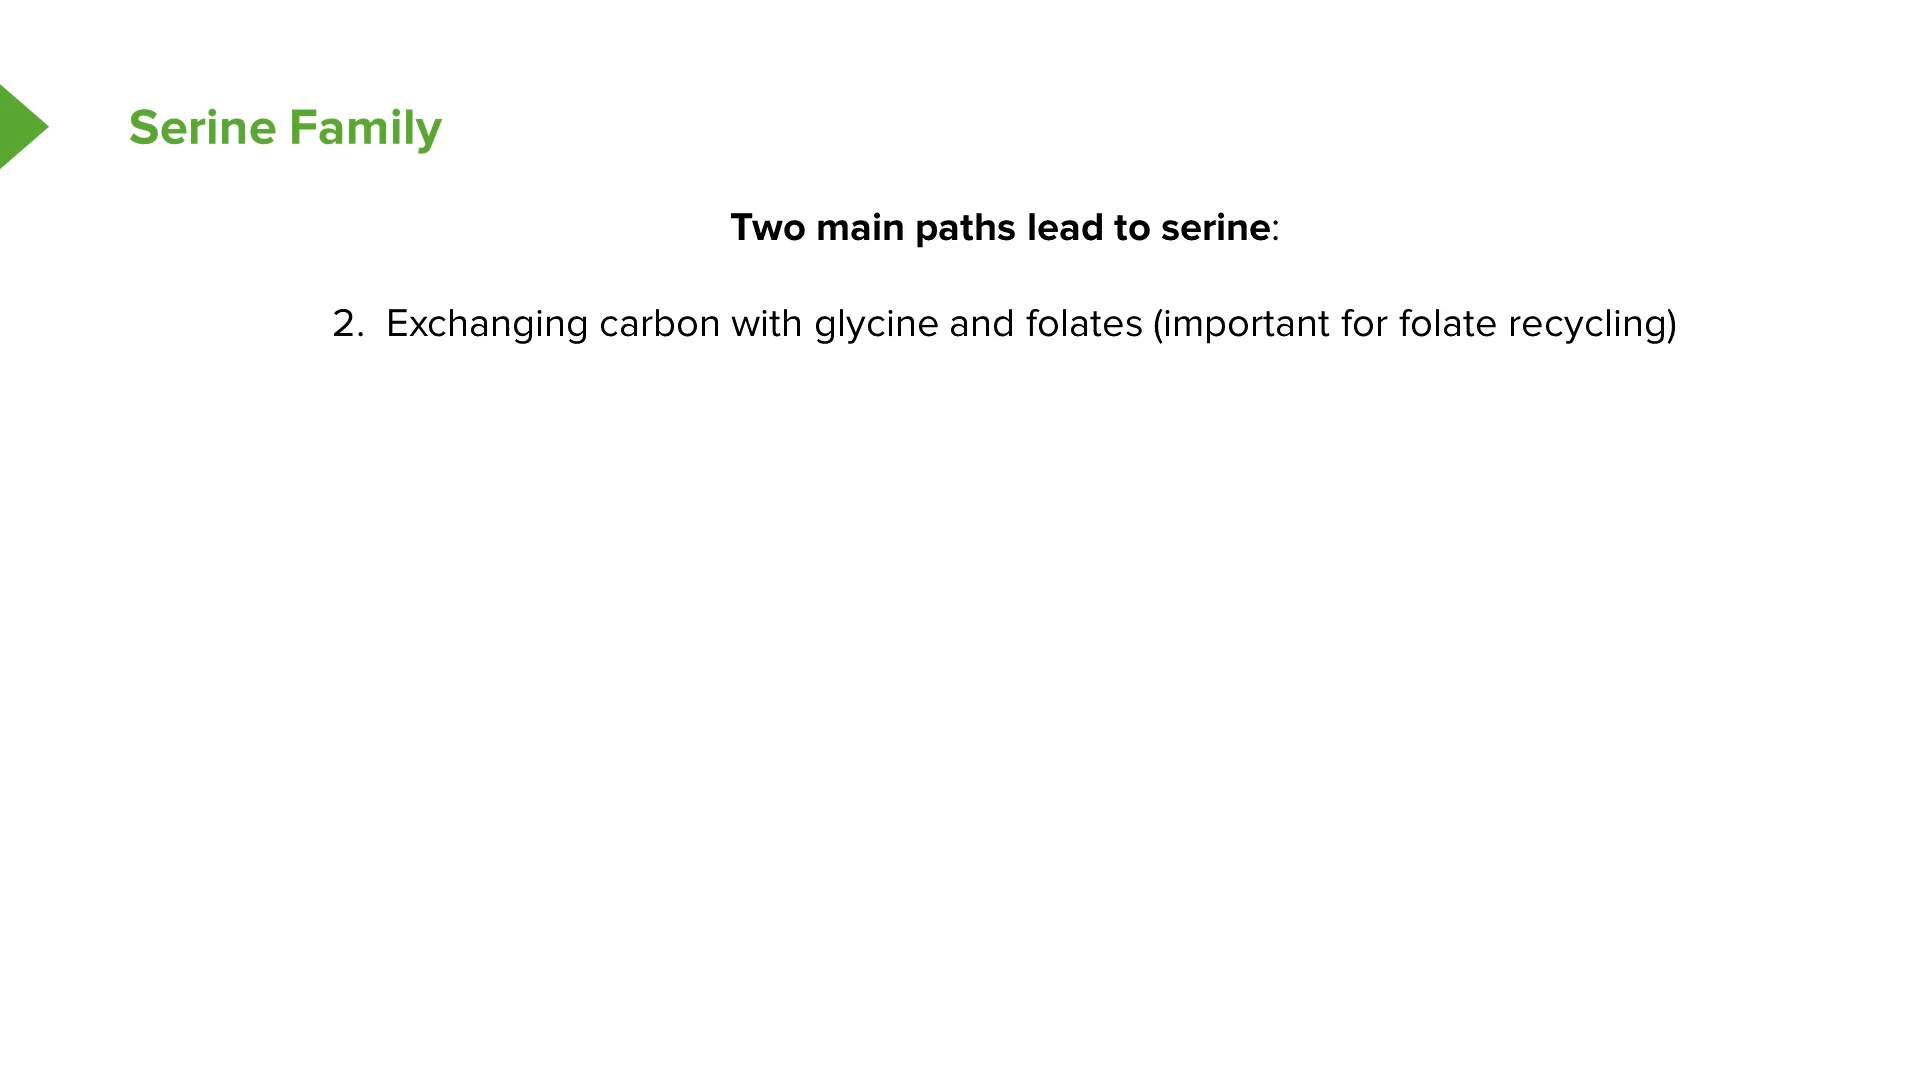 Serine Family
Two main paths lead to serine:
2. Exchanging carbon with glycine and folates (important for folate recycling)